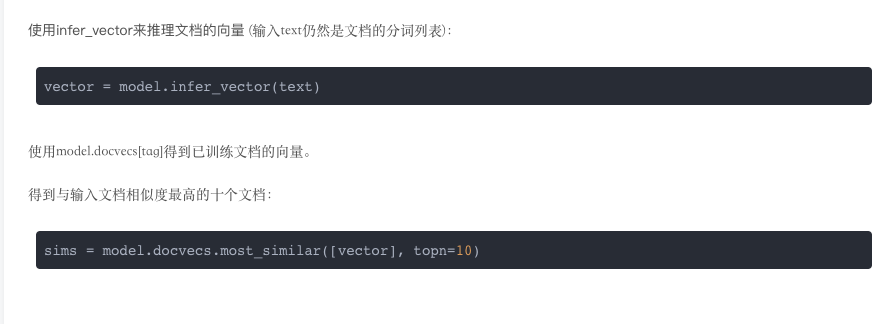 使用infer_vector来推理文档的向量 (输入text仍然是文档的分词列表)：
vector = model.infer_vector(text)
使用model.docvecs[tag]得到已训练文档的向量。
得到与输入文档相似度最高的十个文档：
sims = model.docvecs.most_similar([vector], topn=10)